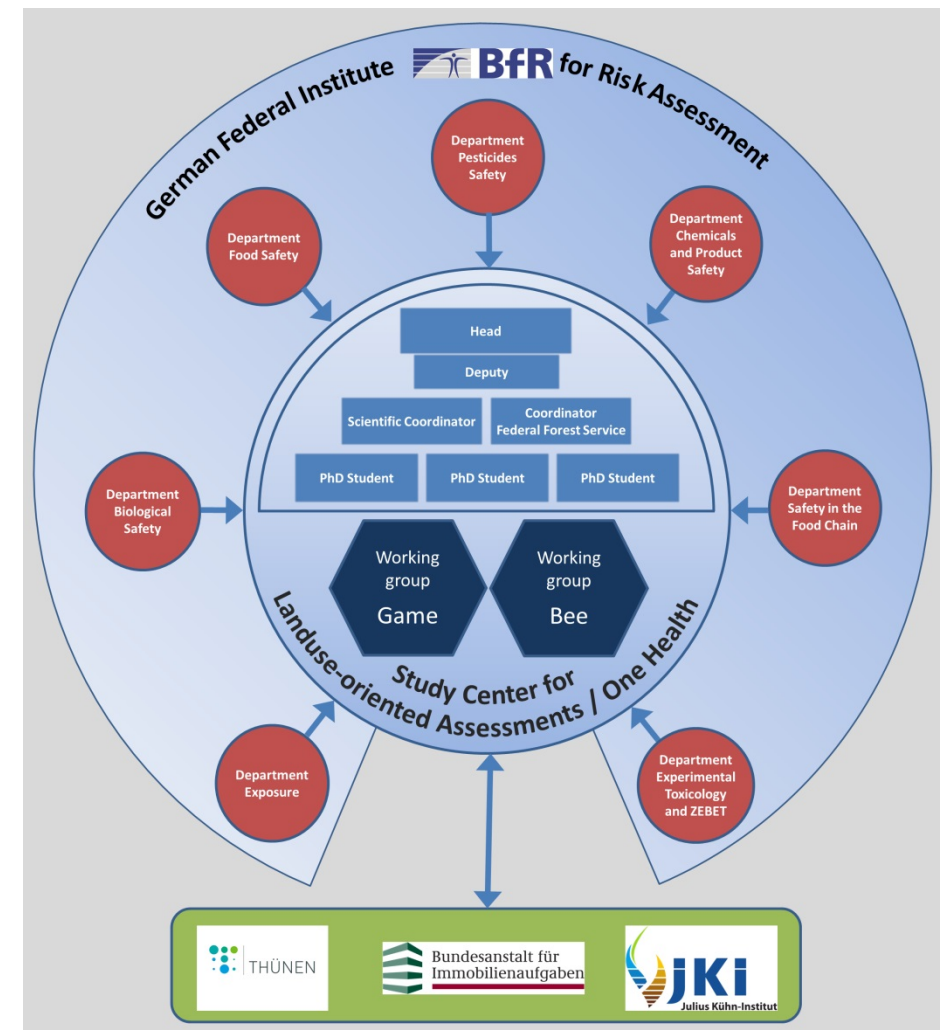 German Federal Institute BfR for Risk Assessment
Department
Pesticides
Safety
Department
Food Safety
Department
Chemicals
and Product
Safety
Head
Deputy
Scientific Coordinator
Coordinator
Federal Forest Service
PhD Student
PhD Student
PhD Student
Department
Biological
Safety
Department
Safety in the
Food Chain
Working
group
Game
Working
group
Bee
Study Center for
Landuse-oriented Assessments / One Health
Department
Exposure
Department
Experimental
Toxicology
and ZEBET
THÜNEN
Bundesanstalt für
Immobilienaufgaben
JKi
Julius Kühn-Institut